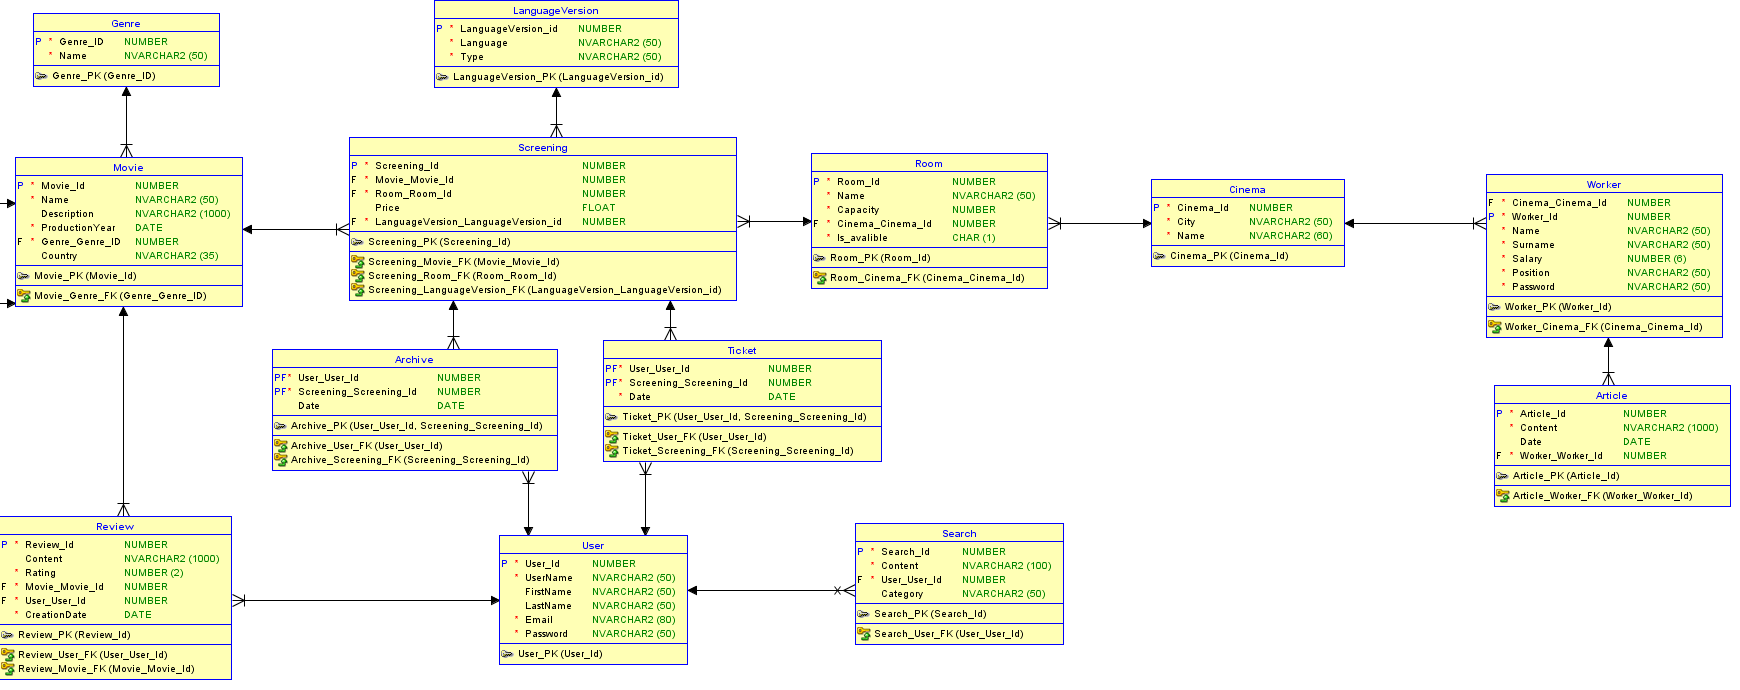 Genre
P * Genre_ID NUMBER
* Name NVARCHAR2 (50)
Genre_PK (Genre_ID)
LanguageVersion
P * LanguageVersion_id NUMBER
* Language NVARCHAR2 (50)
* Type NVARCHAR2 (50)
LanguageVersion_PK (LanguageVersion_id)
Movie
P * Movie_Id NUMBER
* Name NVARCHAR2 (50)
Description NVARCHAR2 (1000)
* ProductionYear DATE
F * Genre_Genre_ID NUMBER
Country NVARCHAR2 (35)
Movie_PK (Movie_Id)
Movie_Genre_FK (Genre_Genre_ID)
Screening
P * Screening_Id NUMBER
F * Movie_Movie_Id NUMBER
F * Room_Room_Id NUMBER
Price FLOAT
F * LanguageVersion_LanguageVersion_id NUMBER
Screening_PK (Screening_Id)
Screening_Movie_FK (Movie_Movie_Id)
Screening_Room_FK (Room_Room_Id)
Screening_LanguageVersion_FK (LanguageVersion_LanguageVersion_id)
Room
P * Room_Id NUMBER
* Name NVARCHAR2 (50)
* Capacity NUMBER
F * Cinema_Cinema_Id NUMBER
* Is_avalible CHAR (1)
Room_PK (Room_Id)
Room_Cinema_FK (Cinema_Cinema_Id)
Cinema
P * Cinema_Id NUMBER
* City NVARCHAR2 (50)
* Name NVARCHAR2 (60)
Cinema_PK (Cinema_Id)
Worker
F * Cinema_Cinema_Id NUMBER
P * Worker_Id NUMBER
* Name NVARCHAR2 (50)
* Surname NVARCHAR2 (50)
* Salary NUMBER (6)
* Position NVARCHAR2 (50)
* Password NVARCHAR2 (50)
Worker_PK (Worker_Id)
Worker_Cinema_FK (Cinema_Cinema_Id)
Archive
PF* User_User_Id NUMBER
PF* Screening_Screening_Id NUMBER
Date DATE
Archive_PK (User_User_Id, Screening_Screening_Id)
Archive_User_FK (User_User_Id)
Archive_Screening_FK (Screening_Screening_Id)
Ticket
PF* User_User_Id NUMBER
PF* Screening_Screening_Id NUMBER
* Date DATE
Ticket_PK (User_User_Id, Screening_Screening_Id)
Ticket_User_FK (User_User_Id)
Ticket_Screening_FK (Screening_Screening_Id)
Article
P * Article_Id NUMBER
* Content NVARCHAR2 (1000)
Date DATE
F * Worker_Worker_Id NUMBER
Article_PK (Article_Id)
Article_Worker_FK (Worker_Worker_Id)
Review
P * Review_Id NUMBER
Content NVARCHAR2 (1000)
* Rating NUMBER (2)
F * Movie_Movie_Id NUMBER
F * User_User_Id NUMBER
* CreationDate DATE
Review_PK (Review_Id)
Review_User_FK (User_User_Id)
Review_Movie_FK (Movie_Movie_Id)
User
P * User_Id NUMBER
* UserName NVARCHAR2 (50)
FirstName NVARCHAR2 (50)
LastName NVARCHAR2 (50)
* Email NVARCHAR2 (80)
* Password NVARCHAR2 (50)
User_PK (User_Id)
Search
P * Search_Id NUMBER
* Content NVARCHAR2 (100)
F * User_User_Id NUMBER
Category NVARCHAR2 (50)
Search_PK (Search_Id)
Search_User_FK (User_User_Id)